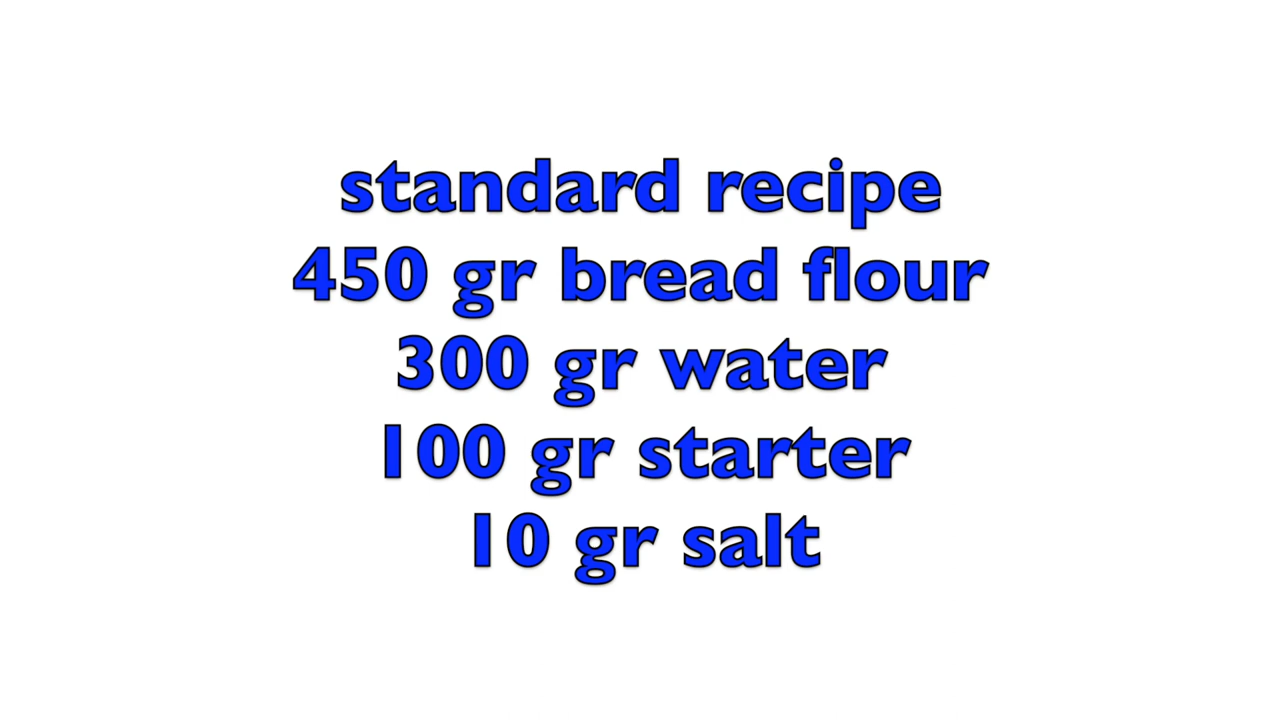 standard recipe
450 gr bread flour
300 gr water
100 gr starter
10 gr salt